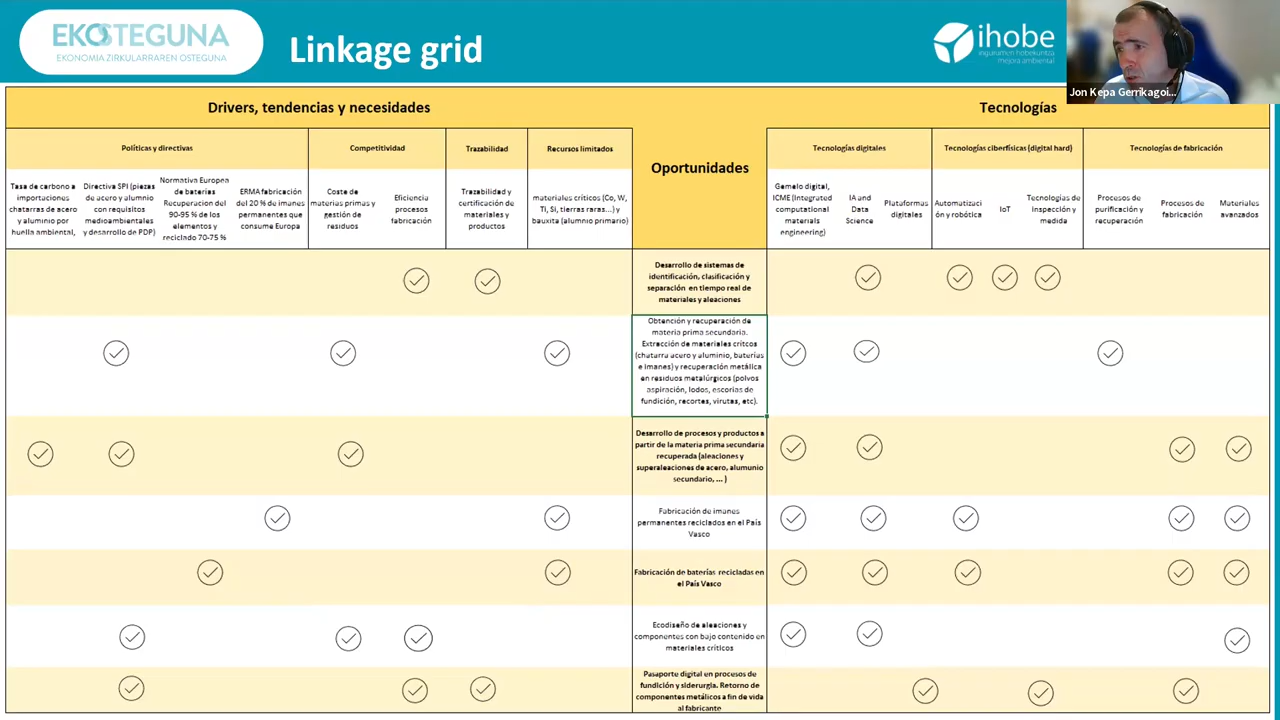 EKOSTEGUNA
EKONOMIA ZIRKULARRAREN OSTEGUNA
Linkage grid
ihobe
ingurumen hobekuntza
mejora ambiental
Jon Kepa Gerrikagoi...
Drivers, tendencias y necesidades
Oportunidades
Tecnologías
Políticas y directivas
Competitividad
Trazabilidad
Recursos limitados
Tecnologías digitales
Tecnologías ciberfísicas (digital hard)
Tecnologías de fabricación
Tasa de carbono a
importaciones
chatarras de acero
y aluminio por
huella ambiental,
Directiva SPI (piezas
de acero y alumnio
con requisitos
medioambientales
y desarrollo de PDP)
Normativa Europea
de baterías
Recuperacion del
90-95 % de los
elementos y
reciclado 70-75 %
ERMA fabricación
del 20 % de imanes
permanentes que
consume Europa
Coste de
materias primas y
gestión de
residuos
Eficiencia
procesos
fabricación
Trazabilidad y
certificación de
materiales y
productos
materiales críticos (Co, W,
Ti, Si, tierras raras...) y
bauxita (alumno primario)
Gemelo digital,
ICME (Integrated
computational
materials
engineering)
IA and
Data
Science
Plataformas
digitales
Automatizaci
ón y robótica
IoT
Tecnologías de
inspección y
medida
Procesos de
purificación y
recuperación
Procesos de
fabricación
Materiales
avanzados
Desarrollo de sistemas de
identificación, clasificación y
separación en tiempo real de
materiales y aleaciones
Obtención y recuperación de
materia prima secundaria.
Extracción de materiales crítcos
(chatarra acero y aluminio, baterías
e imanes) y recuperación metálica
en residuos metalúrgicos (polvos
aspiración, lodos, escorias de
fundición, recortes, virutas, etc).
Desarrollo de procesos y productos a
partir de la materia prima secundaria
recuperada (aleaciones y
superaleaciones de acero, alumunio
secundario, ... )
Fabricación de imanes
permanentes reciclados en el País
Vasco
Fabricación de baterías recicladas en
el País Vasco
Ecodiseño de aleaciones y
componentes con bajo contenido en
materiales críticos
Pasaporte digital en procesos de
fundición y siderurgia. Retorno de
componentes metálicos a fin de vida
al fabricante